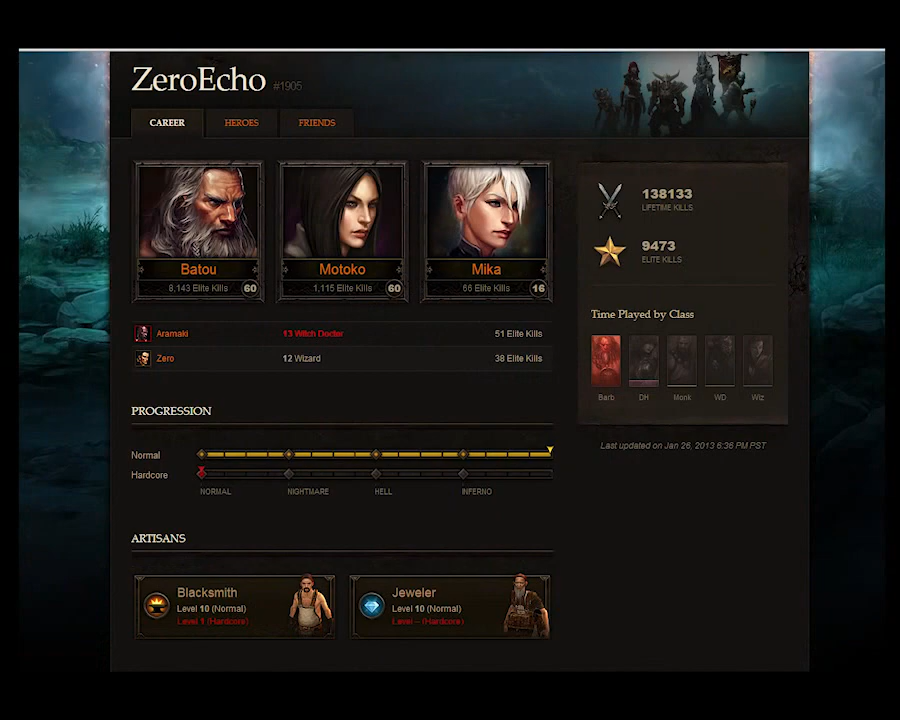 ZeroEcho #1905
CAREER HEROES FRIENDS
Batou
8,143 Elite Kills 60
Motoko
1,115 Elite Kills 60
Mika
66 Elite Kills 16
138133
LIFETIME KILLS
9473
ELITE KILLS
Aramaki 13 Witch Doctor 51 Elite Kills
Zero 12 Wizard 38 Elite Kills
Time Played by Class
Barb DH Monk WD Wiz
Last updated on Jan 26, 2013 6:36 PM PST
PROGRESSION
Normal
Hardcore
NORMAL NIGHTMARE HELL INFERNO
ARTISANS
Blacksmith
Level 10 (Normal)
Level 1 (Hardcore)
Jeweler
Level 10 (Normal)
Level – (Hardcore)